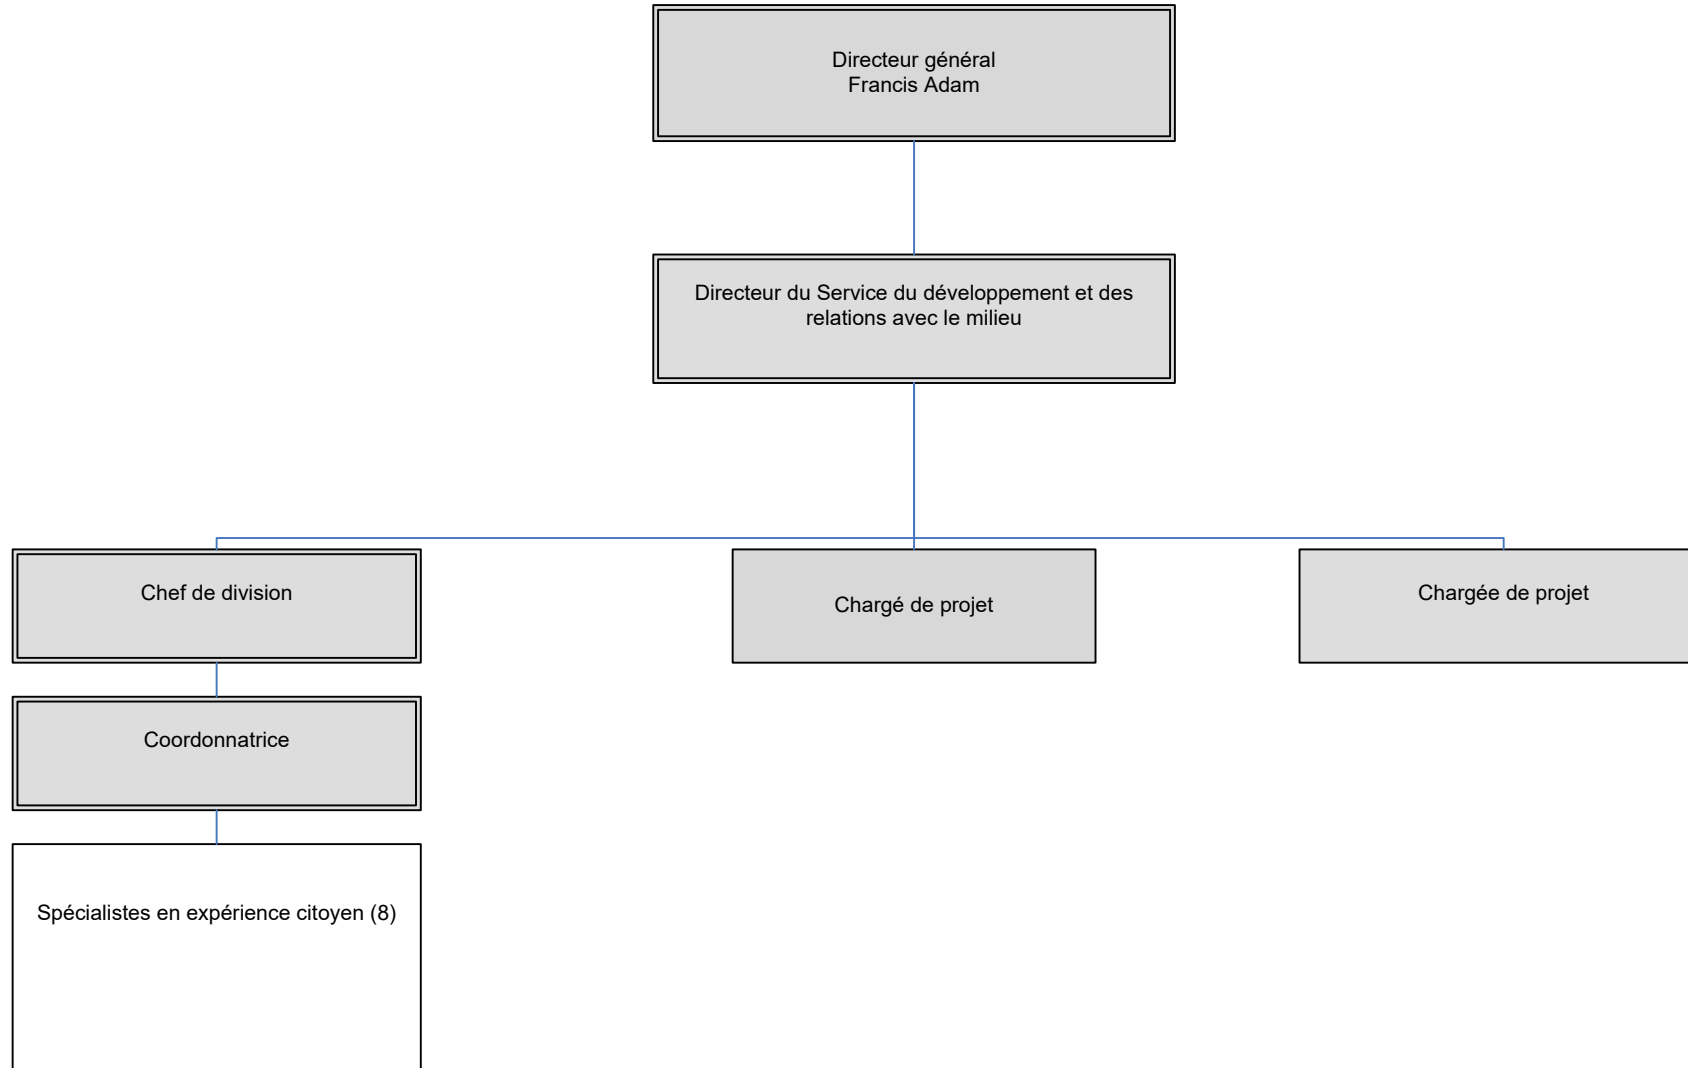 Directeur général
Francis Adam
Directeur du Service du développement et des
relations avec le milieu
Chef de division
Chargé de projet
Chargée de projet
Coordonnatrice
Spécialistes en expérience citoyen (8)